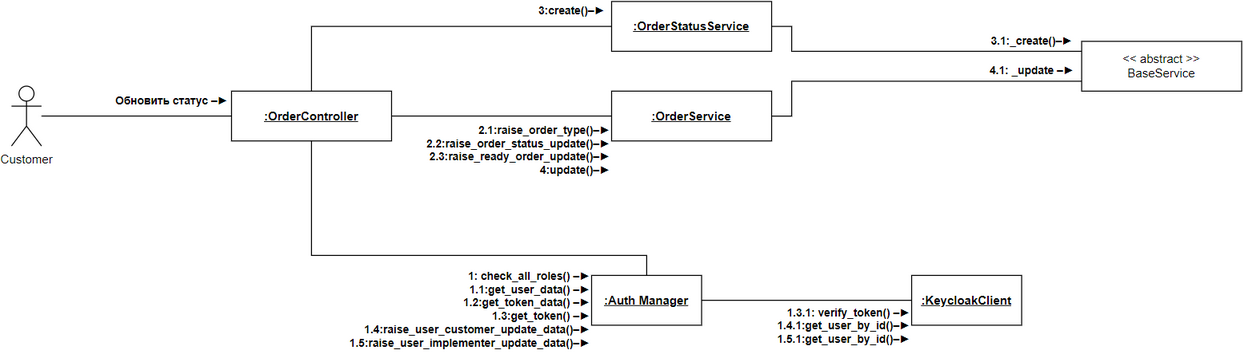 3:create()
:OrderStatusService
3.1:_create()
<< abstract >>
BaseService
4.1: _update
Обновить статус
:OrderController
:OrderService
Customer
2.1:raise_order_type()
2.2:raise_order_status_update()
2.3:raise_ready_order_update()
4:update()
1: check_all_roles()
1.1:get_user_data()
1.2:get_token_data()
1.3:get_token()
1.4:raise_user_customer_update_data()
1.5:raise_user_implementer_update_data()
:Auth Manager
:KeycloakClient
1.3.1: verify_token()
1.4.1:get_user_by_id()
1.5.1:get_user_by_id()